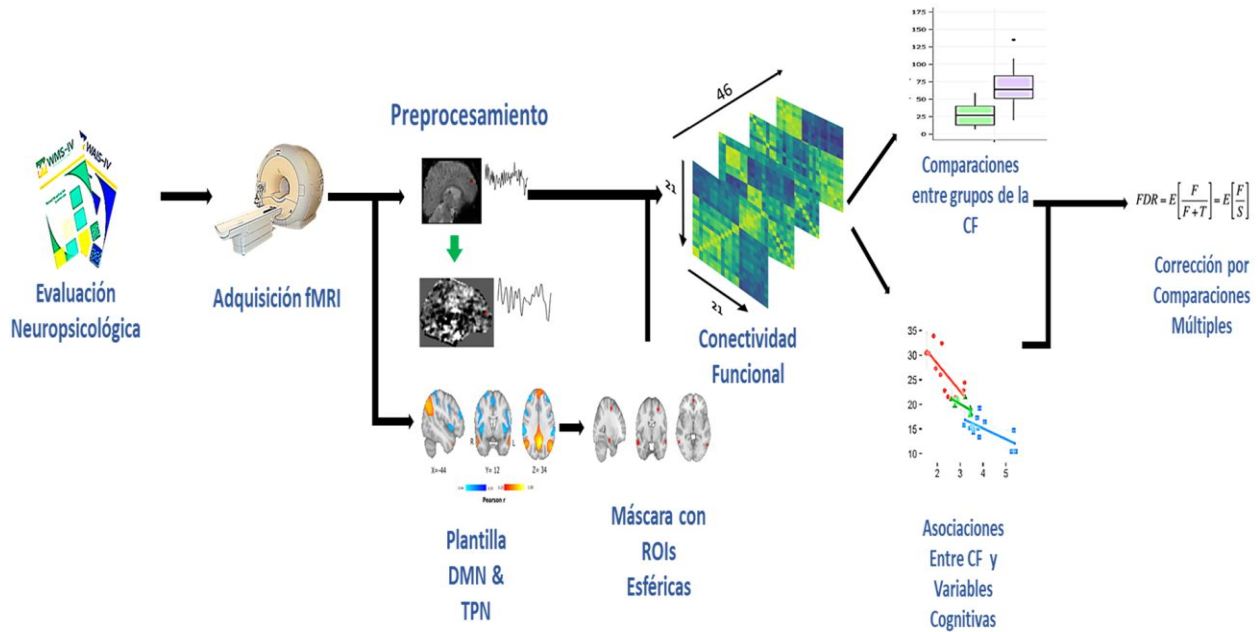 WMS-IV
WAIS-IV
Evaluación
Neuropsicológica
Adquisición fMRI
Preprocesamiento
X=-44
Y= 12
Z= 34
R
L
Pearson r
Plantilla
DMN &
TPN
Máscara con
ROIs
Esféricas
46
21
21
Conectividad
Funcional
175
150
125
100
75
50
25
0
Comparaciones
entre grupos de la
CF
35
30
25
20
15
10
2 3 4 5
Asociaciones
Entre CF y
Variables
Cognitivas
FDR = E[F/F+T] = E[F/S]
Corrección por
Comparaciones
Múltiples